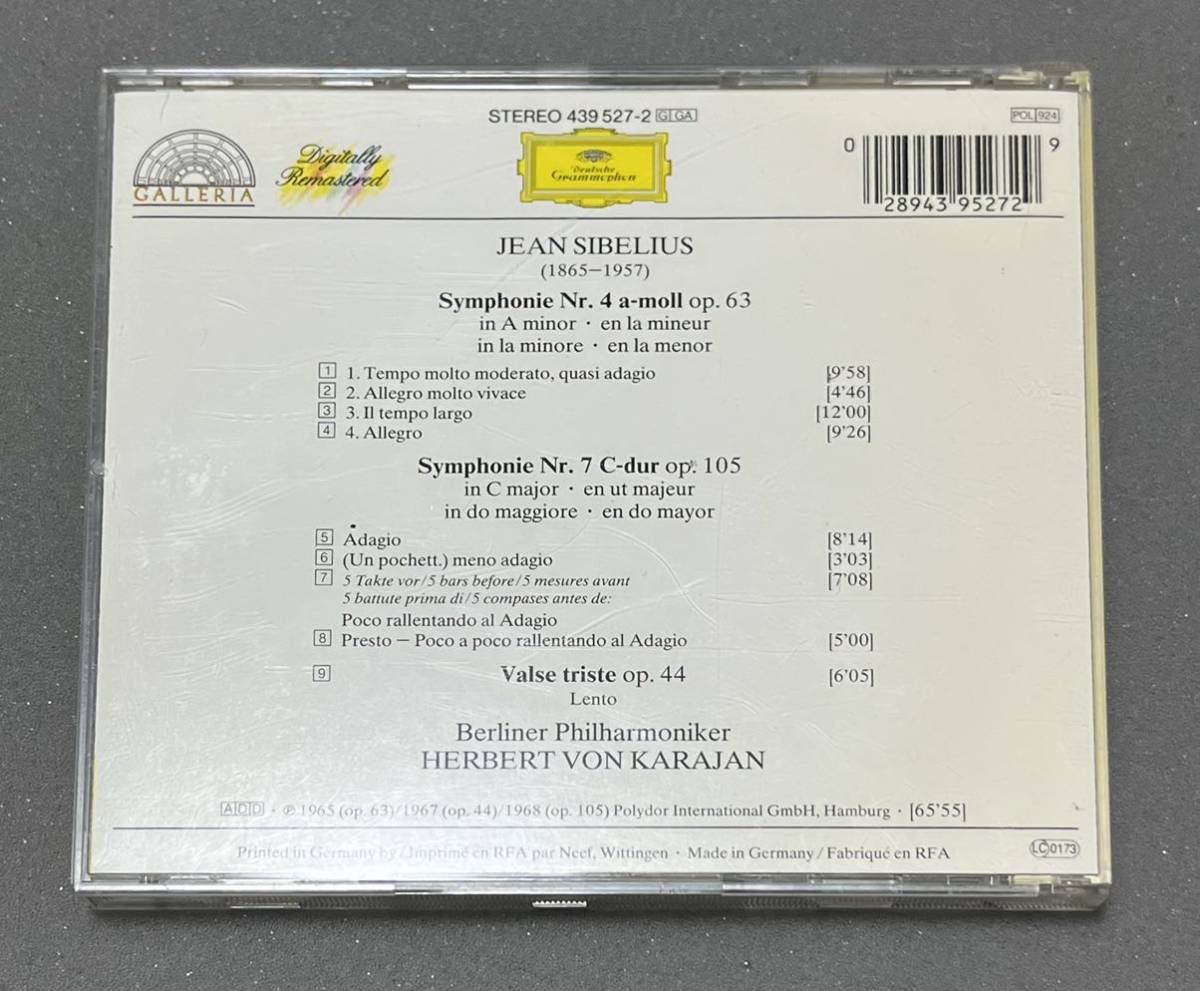 STEREO 439 527-2 GI GA
POL 924
GALLERIA
Digitally
Remastered
Deutsche
Grammophon
0 28943 95272 9
JEAN SIBELIUS
(1865–1957)
Symphonie Nr. 4 a-moll op. 63
in A minor · en la mineur
in la minore · en la menor
1 1. Tempo molto moderato, quasi adagio [9'58]
2 2. Allegro molto vivace [4'46]
3 3. Il tempo largo [12'00]
4 4. Allegro [9'26]
Symphonie Nr. 7 C-dur op. 105
in C major · en ut majeur
in do maggiore · en do mayor
5 Adagio [8'14]
6 (Un pochett.) meno adagio [3'03]
7 5 Takte vor/5 bars before/5 mesures avant [7'08]
5 battute prima di/5 compases antes de:
Poco rallentando al Adagio
8 Presto – Poco a poco rallentando al Adagio [5'00]
9 Valse triste op. 44 [6'05]
Lento
Berliner Philharmoniker
HERBERT VON KARAJAN
ADD · ℗ 1965 (op. 63)/1967 (op. 44)/1968 (op. 105) Polydor International GmbH, Hamburg · [65'55]
Printed in Germany by / Imprimé en RFA par Neef, Wittingen · Made in Germany / Fabriqué en RFA
LC 0173